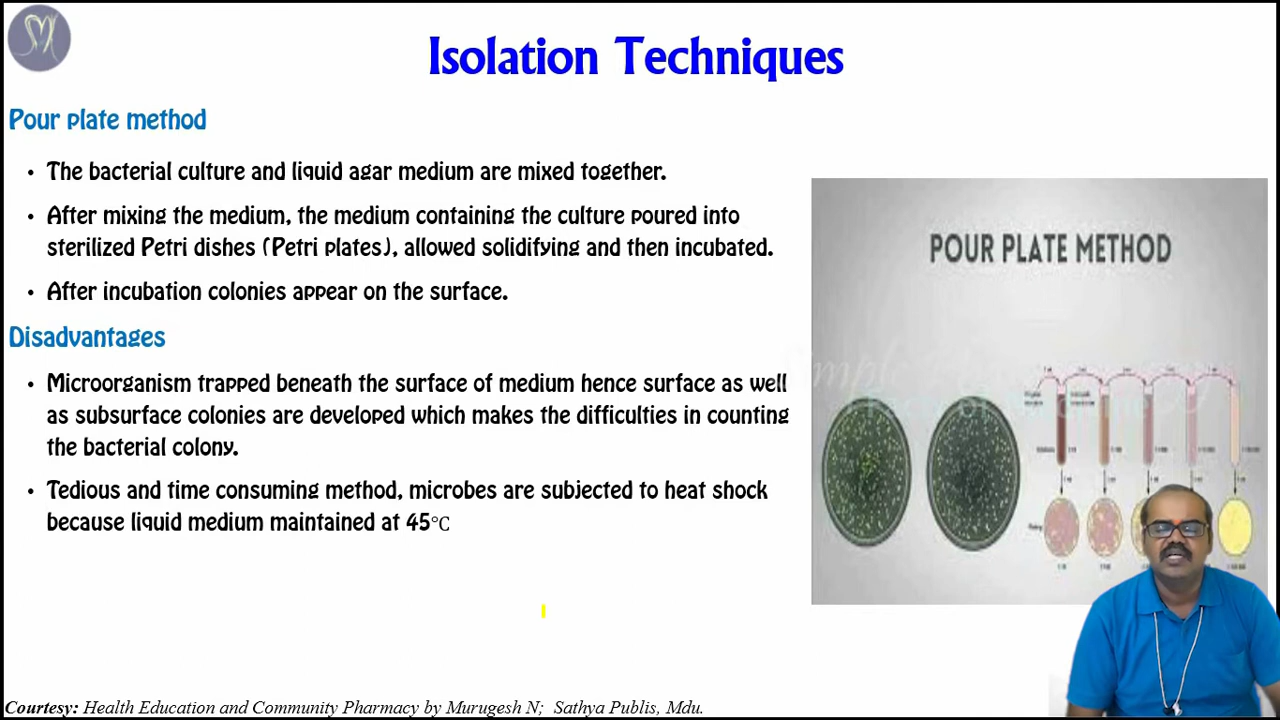 Isolation Techniques
Pour plate method
• The bacterial culture and liquid agar medium are mixed together.
• After mixing the medium, the medium containing the culture poured into
sterilized Petri dishes (Petri plates), allowed solidifying and then incubated.
• After incubation colonies appear on the surface.
Disadvantages
• Microorganism trapped beneath the surface of medium hence surface as well
as subsurface colonies are developed which makes the difficulties in counting
the bacterial colony.
• Tedious and time consuming method, microbes are subjected to heat shock
because liquid medium maintained at 45°C
POUR PLATE METHOD
Courtesy: Health Education and Community Pharmacy by Murugesh N; Sathya Publis, Mdu.